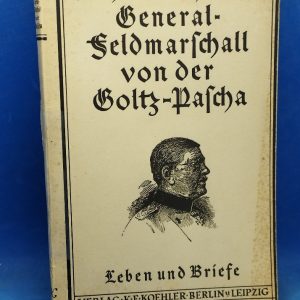 General-
Feldmarschall
von der
Goltz-Pascha
Leben und Briefe
VERLAG·K·F·KOEHLER·BERLIN U LEIPZIG